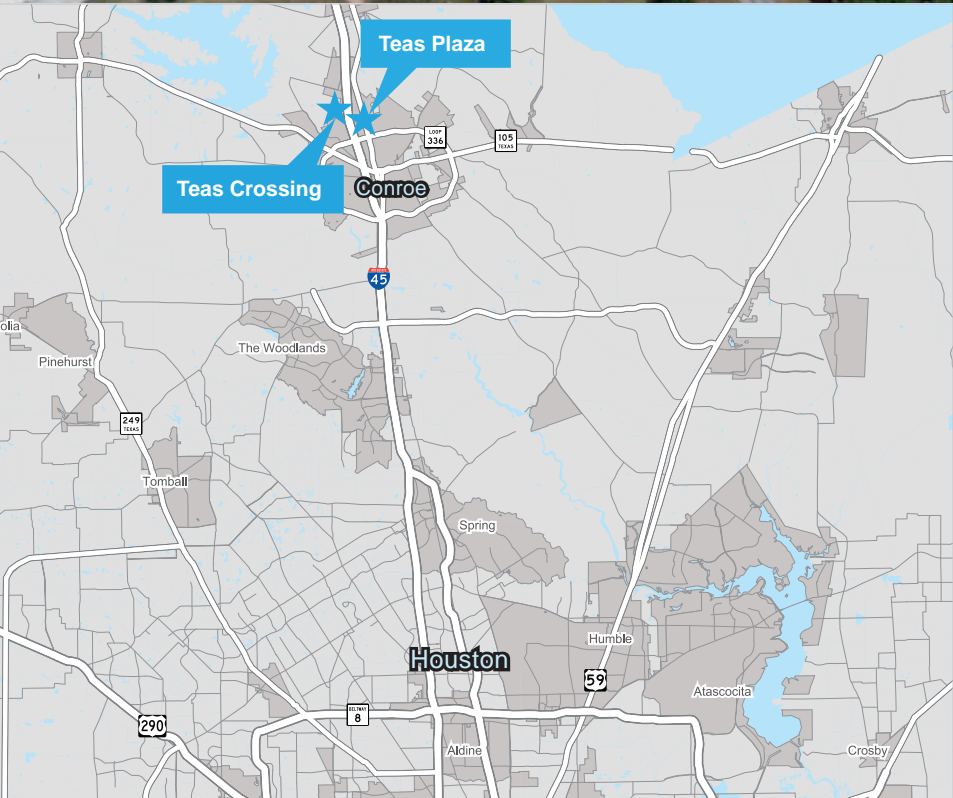 Teas Plaza
LOOP
336
105
TEXAS
Teas Crossing
Conroe
45
olia
The Woodlands
Pinehurst
249
TEXAS
Tomball
Spring
Humble
Houston
59
Atascocita
BELTWAY
8
290
Aldine
Crosby